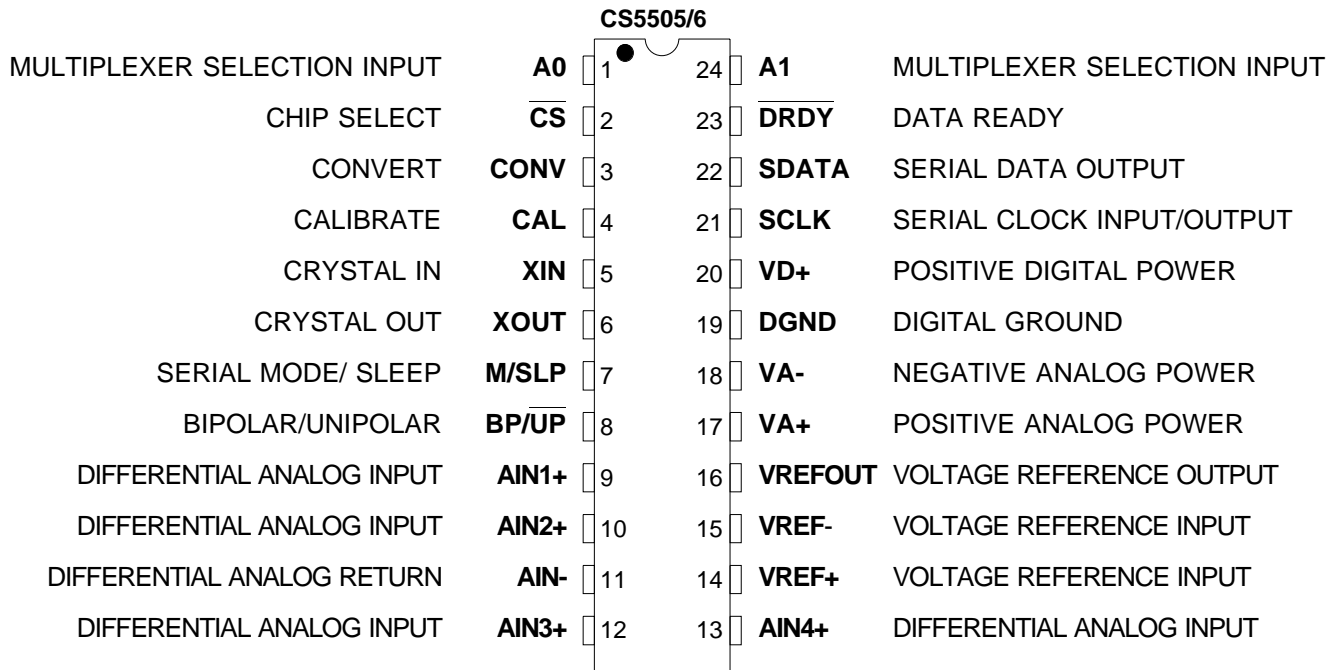 CS5505/6
MULTIPLEXER SELECTION INPUT A0 1 24 A1 MULTIPLEXER SELECTION INPUT
CHIP SELECT C̅S̅ 2 23 D̅R̅D̅Y̅ DATA READY
CONVERT CONV 3 22 SDATA SERIAL DATA OUTPUT
CALIBRATE CAL 4 21 SCLK SERIAL CLOCK INPUT/OUTPUT
CRYSTAL IN XIN 5 20 VD+ POSITIVE DIGITAL POWER
CRYSTAL OUT XOUT 6 19 DGND DIGITAL GROUND
SERIAL MODE/ SLEEP M/SLP 7 18 VA- NEGATIVE ANALOG POWER
BIPOLAR/UNIPOLAR BP/U̅P̅ 8 17 VA+ POSITIVE ANALOG POWER
DIFFERENTIAL ANALOG INPUT AIN1+ 9 16 VREFOUT VOLTAGE REFERENCE OUTPUT
DIFFERENTIAL ANALOG INPUT AIN2+ 10 15 VREF- VOLTAGE REFERENCE INPUT
DIFFERENTIAL ANALOG RETURN AIN- 11 14 VREF+ VOLTAGE REFERENCE INPUT
DIFFERENTIAL ANALOG INPUT AIN3+ 12 13 AIN4+ DIFFERENTIAL ANALOG INPUT